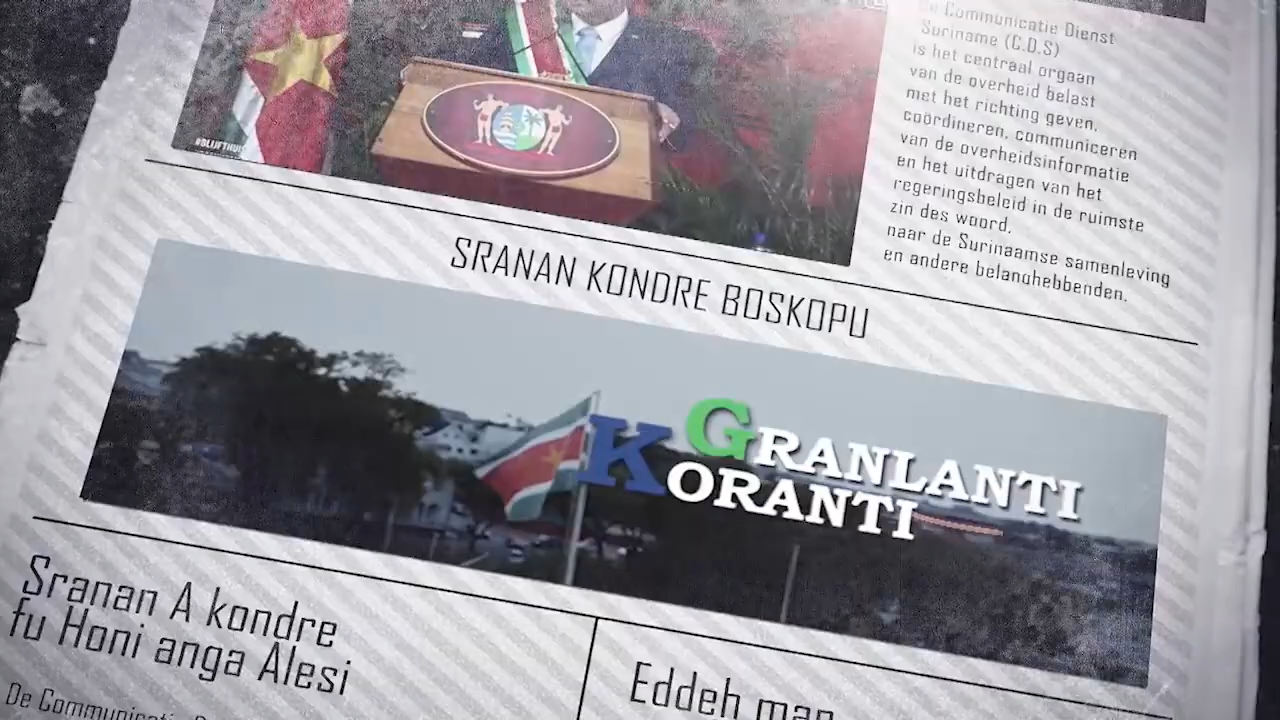 De Communicatie Dienst
Suriname (C.D.S)
is het centraal orgaan
van de overheid belast
met het richting geven,
coördineren, communiceren
van de overheidsinformatie
en het uitdragen van het
regeringsbeleid in de ruimste
zin des woord,
naar de Surinaamse samenleving
en andere belanghebbenden.
SRANAN KONDRE BOSKOPU
GRANLANTI
KORANTI
Sranan A kondre
fu Honi anga Alesi
De
Eddeh man